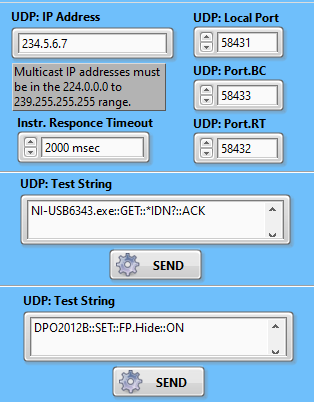 UDP: IP Address
234.5.6.7
Multicast IP addresses must
be in the 224.0.0.0 to
239.255.255.255 range.
Instr. Responce Timeout
2000 msec
UDP: Local Port
58431
UDP: Port.BC
58433
UDP: Port.RT
58432
UDP: Test String
NI-USB6343.exe::GET::*IDN?::ACK
SEND
UDP: Test String
DPO2012B::SET::FP.Hide::ON
SEND